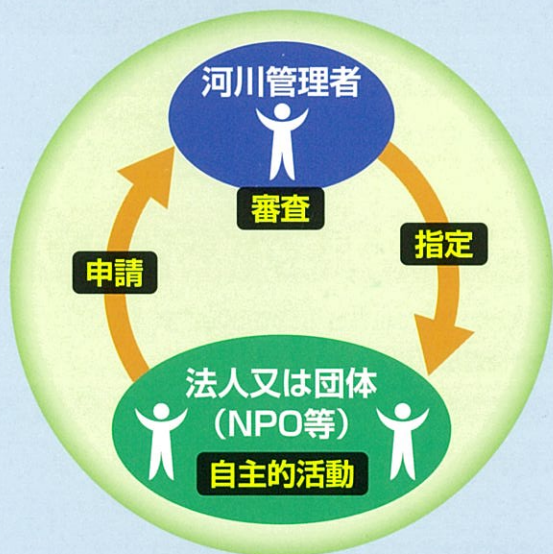 河川管理者
審査
指定
申請
法人又は団体
（NPO等）
自主的活動